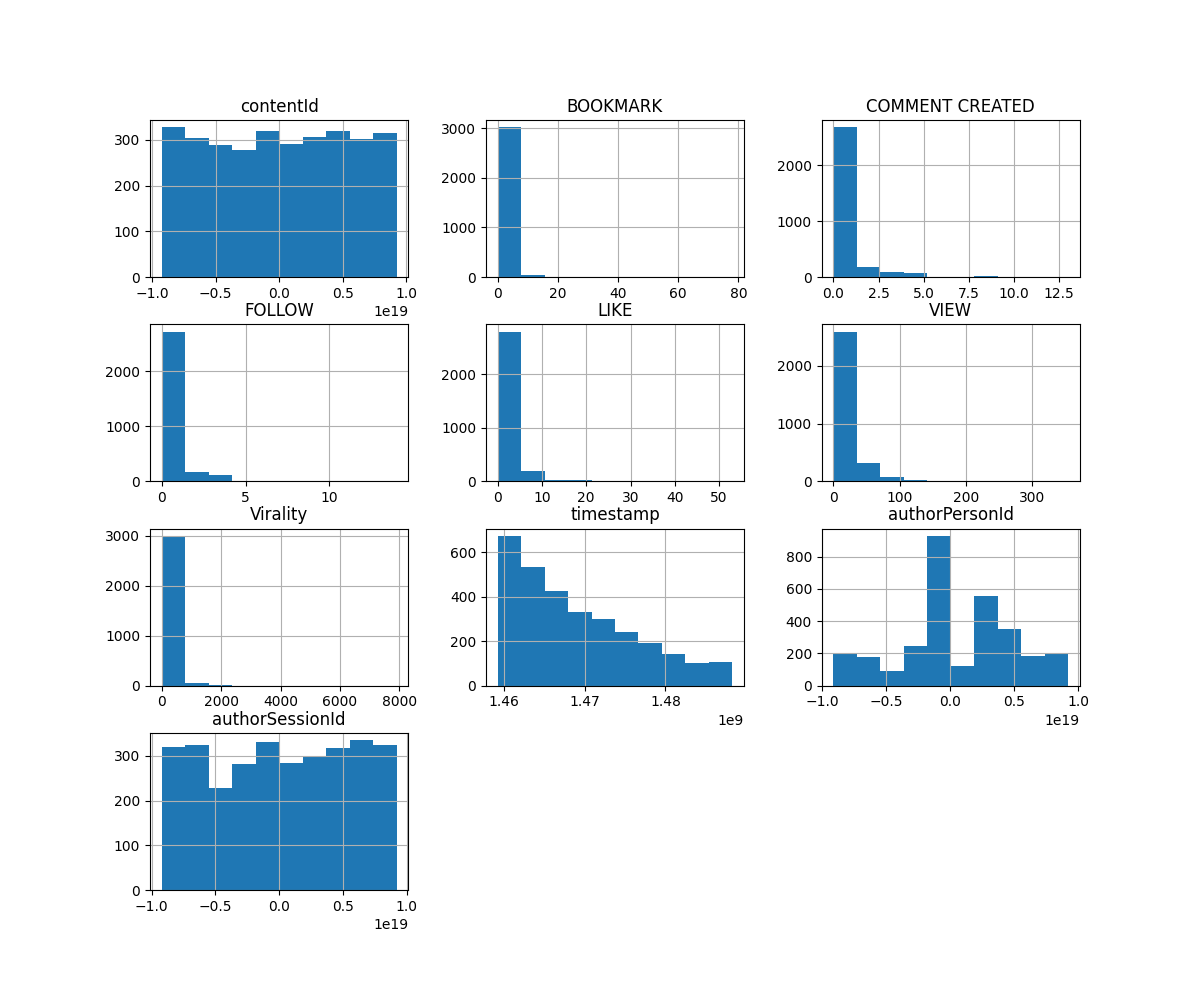 contentId
300
200
100
0
−1.0 −0.5 0.0 0.5 1.0
1e19
BOOKMARK
3000
2000
1000
0
0 20 40 60 80
COMMENT CREATED
2000
1000
0
0.0 2.5 5.0 7.5 10.0 12.5
FOLLOW
2000
1000
0
0 5 10
LIKE
2000
1000
0
0 10 20 30 40 50
VIEW
2000
1000
0
0 100 200 300
Virality
3000
2000
1000
0
0 2000 4000 6000 8000
timestamp
600
400
200
0
1.46 1.47 1.48
1e9
authorPersonId
800
600
400
200
0
−1.0 −0.5 0.0 0.5 1.0
1e19
authorSessionId
300
200
100
0
−1.0 −0.5 0.0 0.5 1.0
1e19